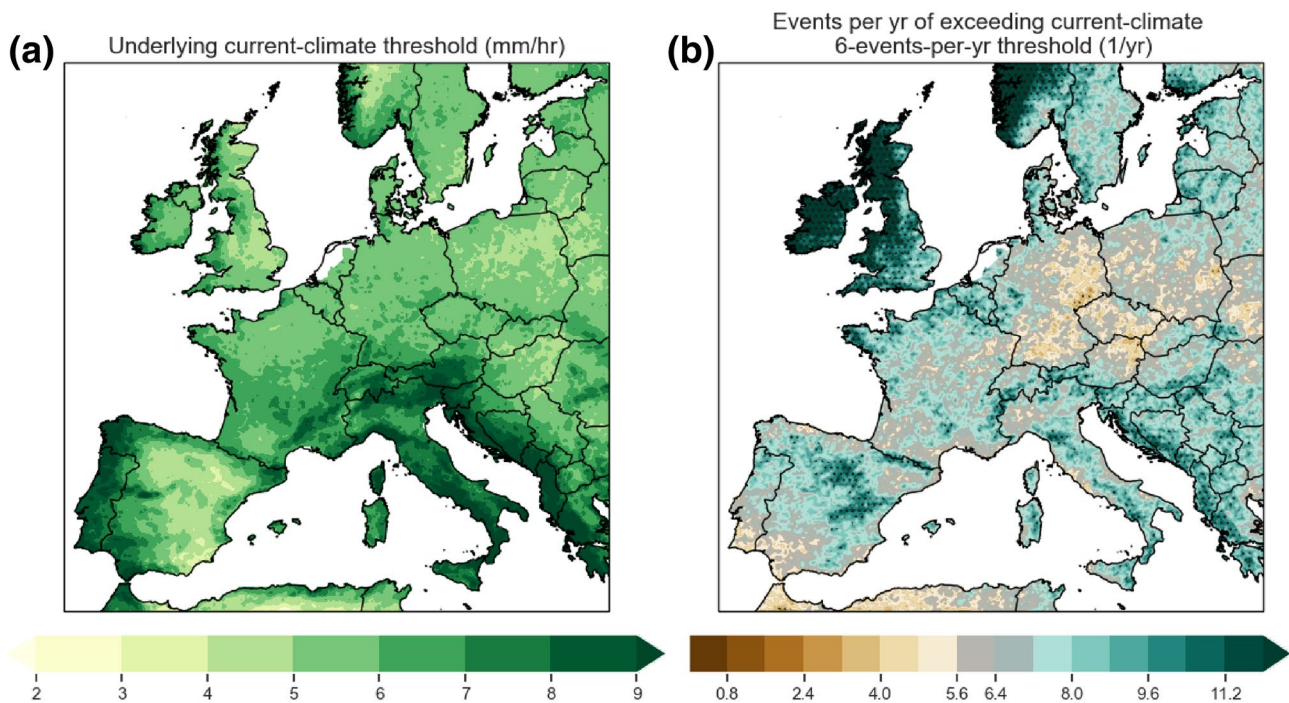 (a)
Underlying current-climate threshold (mm/hr)
2 3 4 5 6 7 8 9
(b)
Events per yr of exceeding current-climate
6-events-per-yr threshold (1/yr)
0.8 2.4 4.0 5.6 6.4 8.0 9.6 11.2